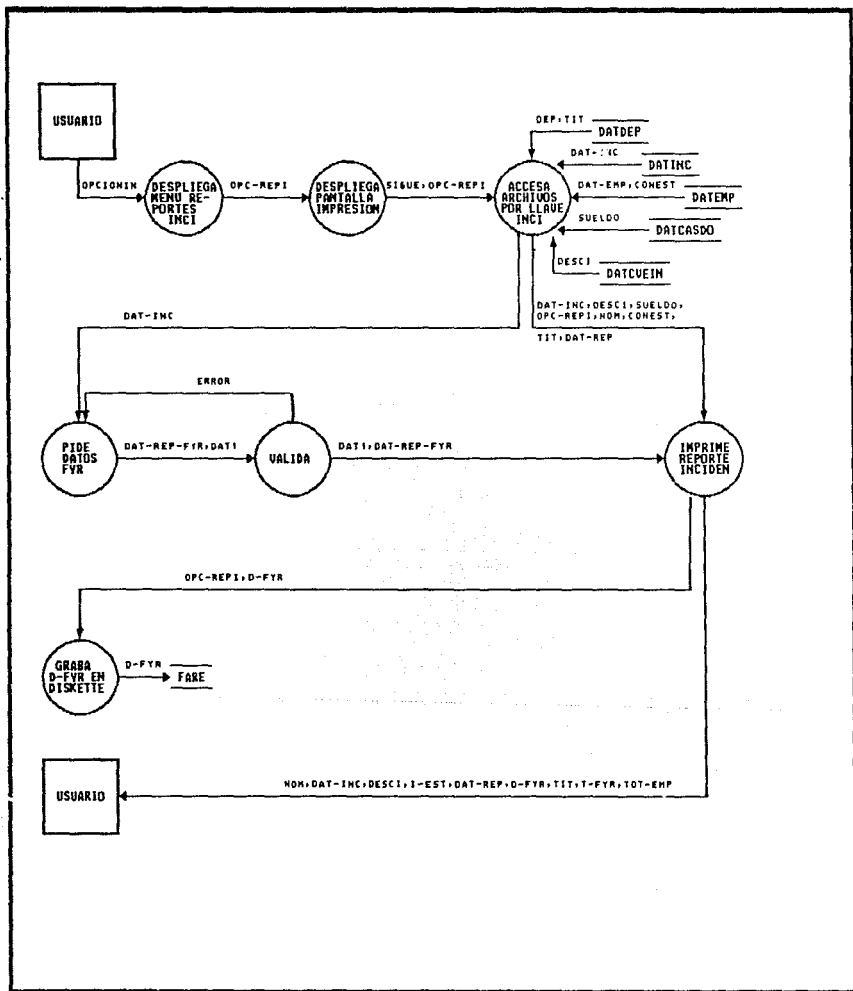 USUARIO
OPCIONIN
DESPLIEGA
MENU RE-
PORTES
INCI
OPC-REPI
DESPLIEGA
PANTALLA
IMPRESION
SIGUE,OPC-REPI
ACCESA
ARCHIVOS
POR LLAVE
INCI
DEP,TIT
DATDEP
DAT-INC
DATINC
DAT-EMP,CONEST
DATEMP
SUELDO
DATCASDO
DESCI
DATCVEIN
DAT-INC
DAT-INC,DESCI,SUELDO,
OPC-REPI,NOM,CONEST,
TIT,DAT-REP
ERROR
PIDE
DATOS
FYR
DAT-REP-FYR,DAT1
VALIDA
DAT1,DAT-REP-FYR
IMPRIME
REPORTE
INCIDEN
OPC-REPI,D-FYR
GRABA
D-FYR EN
DISKETTE
D-FYR
FARE
USUARIO
NOM,DAT-INC,DESCI,I-EST,DAT-REP,D-FYR,TIT,T-FYR,TOT-EMP